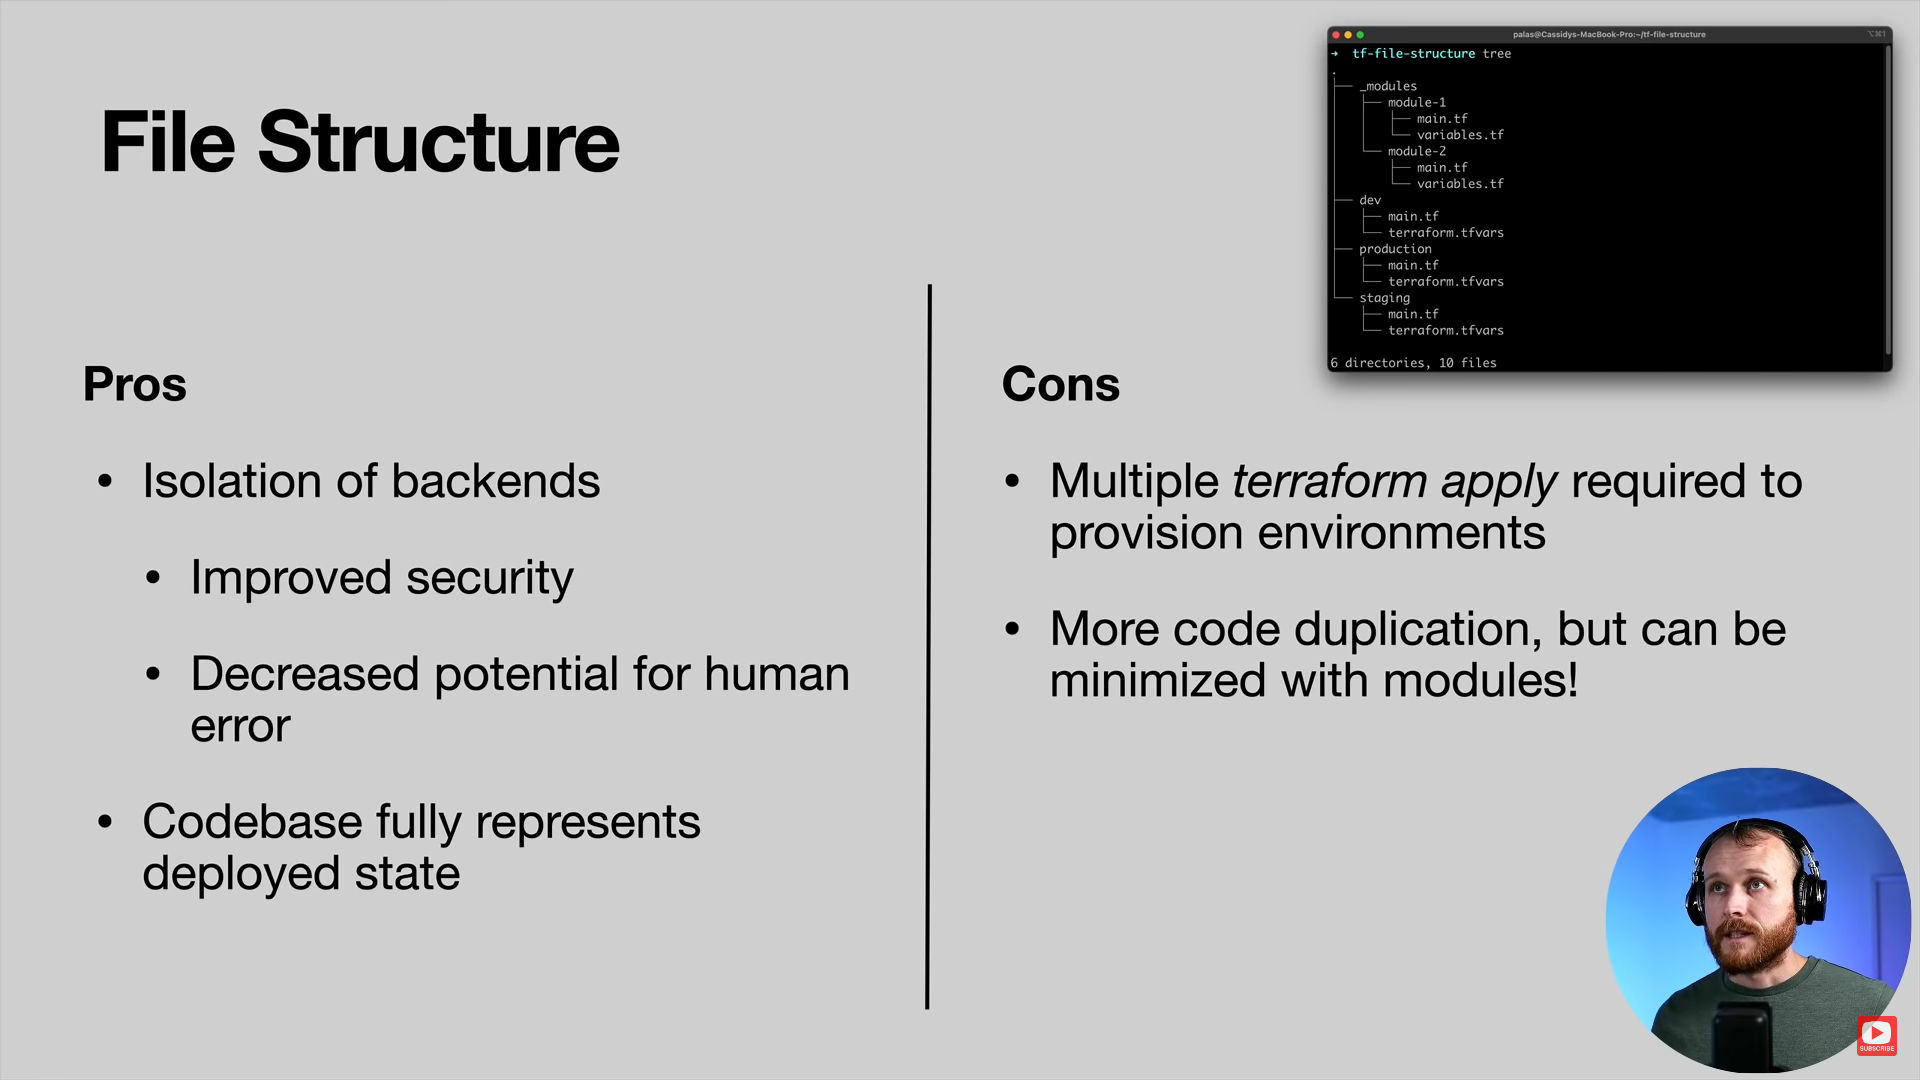 File Structure
palas@Cassidys-MacBook-Pro:~/tf-file-structure
⌥⌘1
➜ tf-file-structure tree
.
├── _modules
│   ├── module-1
│   │   ├── main.tf
│   │   └── variables.tf
│   └── module-2
│       ├── main.tf
│       └── variables.tf
├── dev
│   ├── main.tf
│   └── terraform.tfvars
├── production
│   ├── main.tf
│   └── terraform.tfvars
└── staging
    ├── main.tf
    └── terraform.tfvars
6 directories, 10 files
Pros
• Isolation of backends
• Improved security
• Decreased potential for human
error
• Codebase fully represents
deployed state
Cons
• Multiple terraform apply required to
provision environments
• More code duplication, but can be
minimized with modules!
SUBSCRIBE